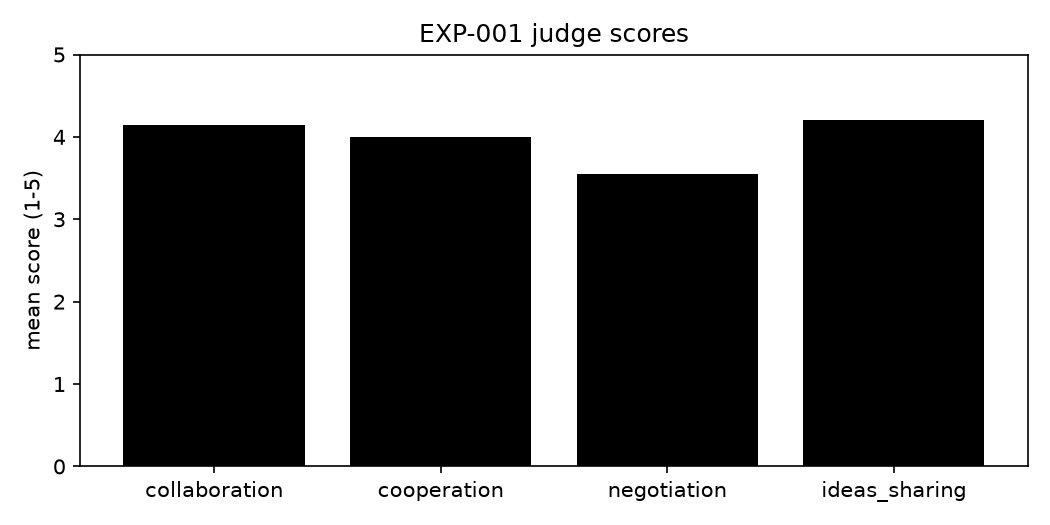 EXP-001 judge scores
5
4
3
2
1
0
mean score (1-5)
collaboration
cooperation
negotiation
ideas_sharing